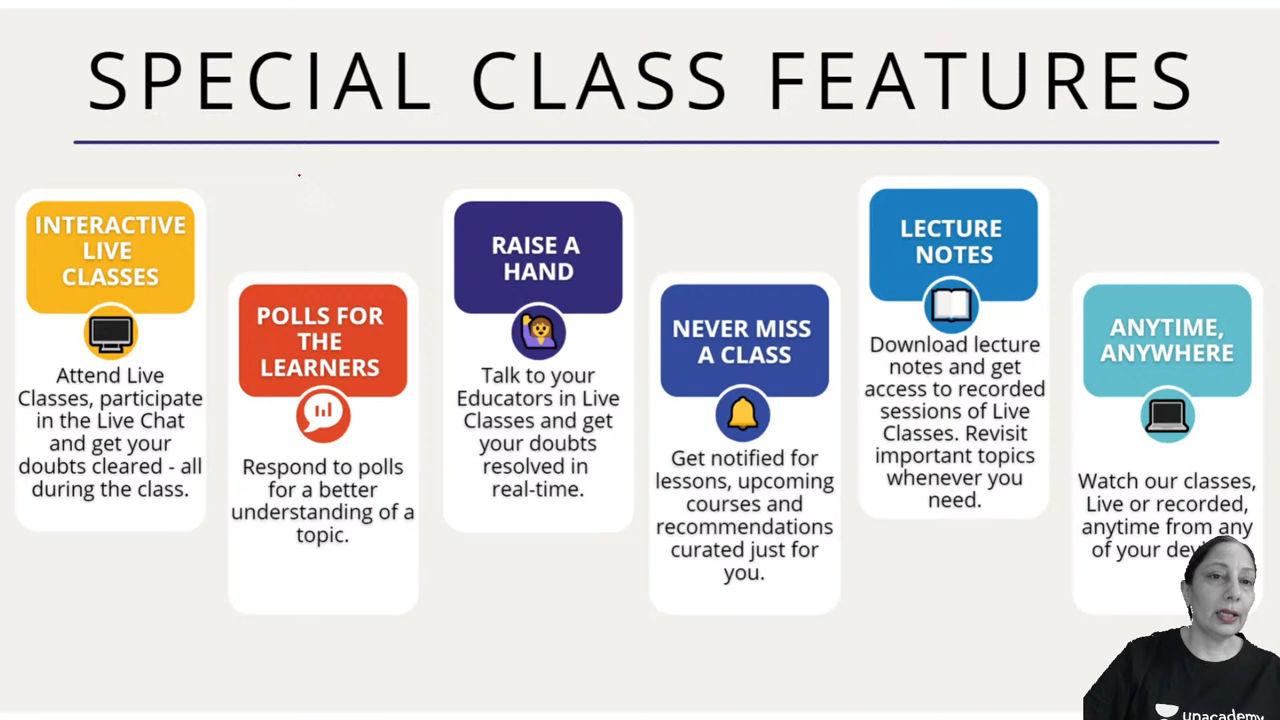 SPECIAL CLASS FEATURES
INTERACTIVE
LIVE
CLASSES
Attend Live
Classes, participate
in the Live Chat
and get your
doubts cleared - all
during the class.
POLLS FOR
THE
LEARNERS
Respond to polls
for a better
understanding of a
topic.
RAISE A
HAND
Talk to your
Educators in Live
Classes and get
your doubts
resolved in
real-time.
NEVER MISS
A CLASS
Get notified for
lessons, upcoming
courses and
recommendations
curated just for
you.
LECTURE
NOTES
Download lecture
notes and get
access to recorded
sessions of Live
Classes. Revisit
important topics
whenever you
need.
ANYTIME,
ANYWHERE
Watch our classes,
Live or recorded,
anytime from any
of your
unacademy